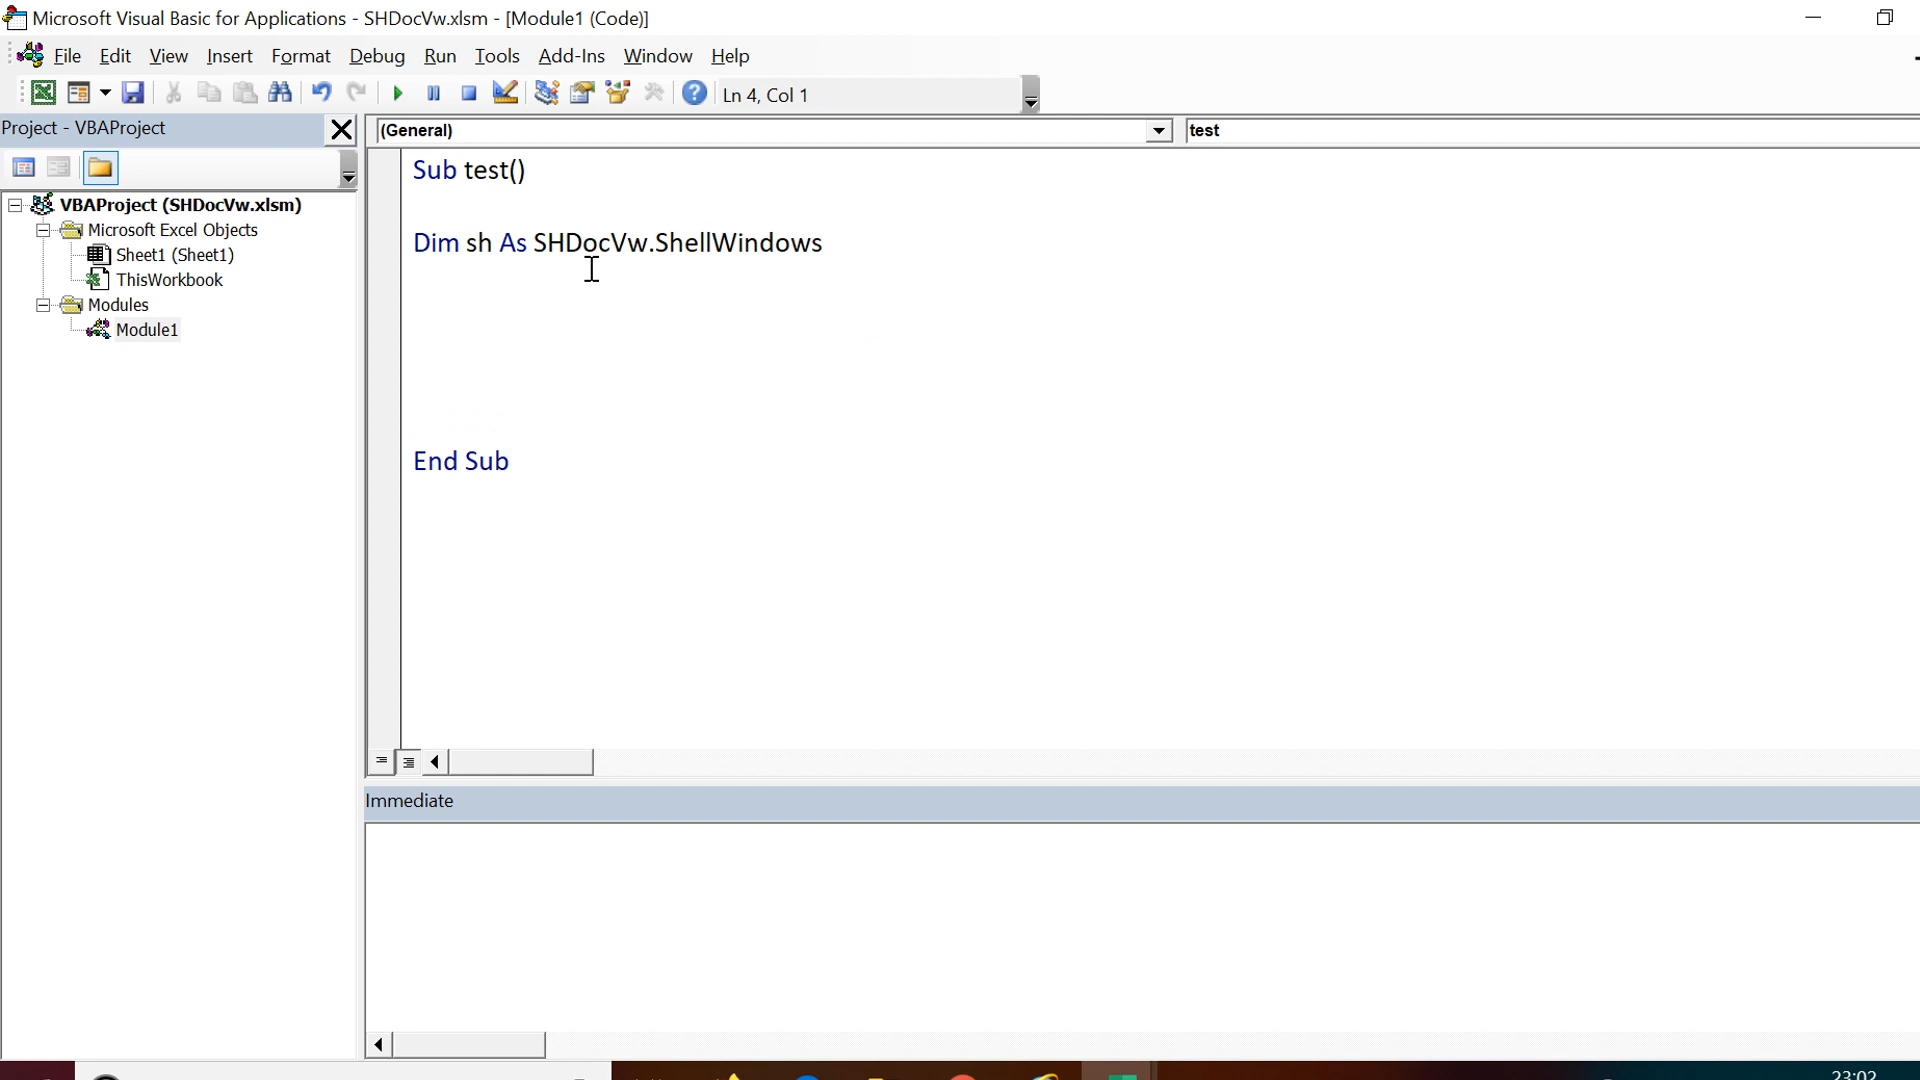 Microsoft Visual Basic for Applications - SHDocVw.xlsm - [Module1 (Code)]
File Edit View Insert Format Debug Run Tools Add-Ins Window Help
Ln 4, Col 1
Project - VBAProject
(General)
test
VBAProject (SHDocVw.xlsm)
Microsoft Excel Objects
Sheet1 (Sheet1)
ThisWorkbook
Modules
Module1
Sub test()
Dim sh As SHDocVw.ShellWindows
End Sub
Immediate
23:02